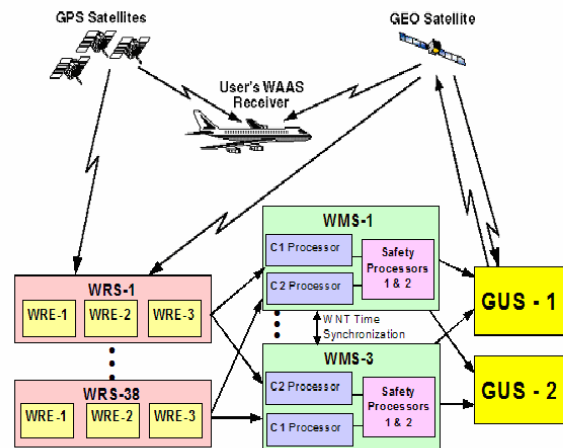 GPS Satellites
GEO Satellite
User's WAAS
Receiver
WMS-1
C1 Processor
C2 Processor
Safety
Processors
1 & 2
WRS-1
WRE-1
WRE-2
WRE-3
WNT Time
Synchronization
GUS - 1
WMS-3
C2 Processor
C1 Processor
Safety
Processors
1 & 2
WRS-38
WRE-1
WRE-2
WRE-3
GUS - 2